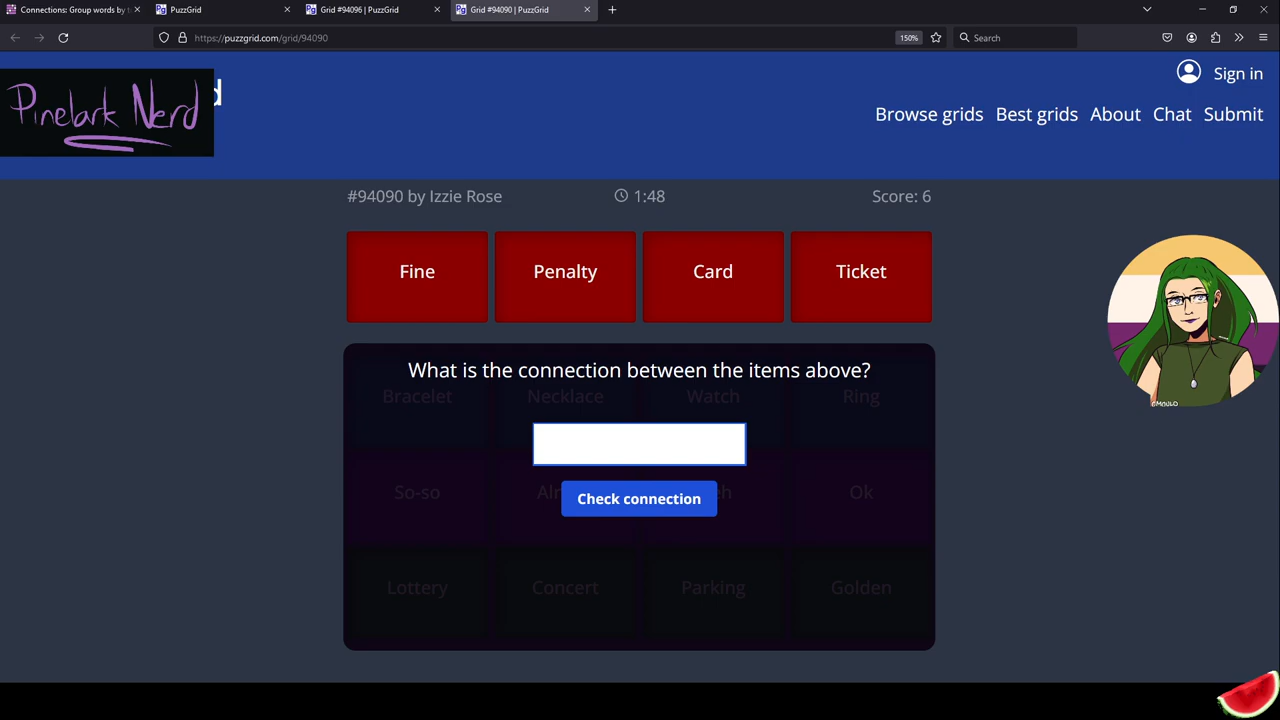 Connections: Group words by
PuzzGrid
Grid #94096 | PuzzGrid
Grid #94090 | PuzzGrid
https://puzzgrid.com/grid/94090
150%
Search
Pinelark Nerd
d
Sign in
Browse grids
Best grids
About
Chat
Submit
#94090 by Izzie Rose
1:48
Score: 6
Fine
Penalty
Card
Ticket
What is the connection between the items above?
Bracelet
Necklace
Watch
Ring
Check connection
So-so
Ok
Lottery
Concert
Parking
Golden